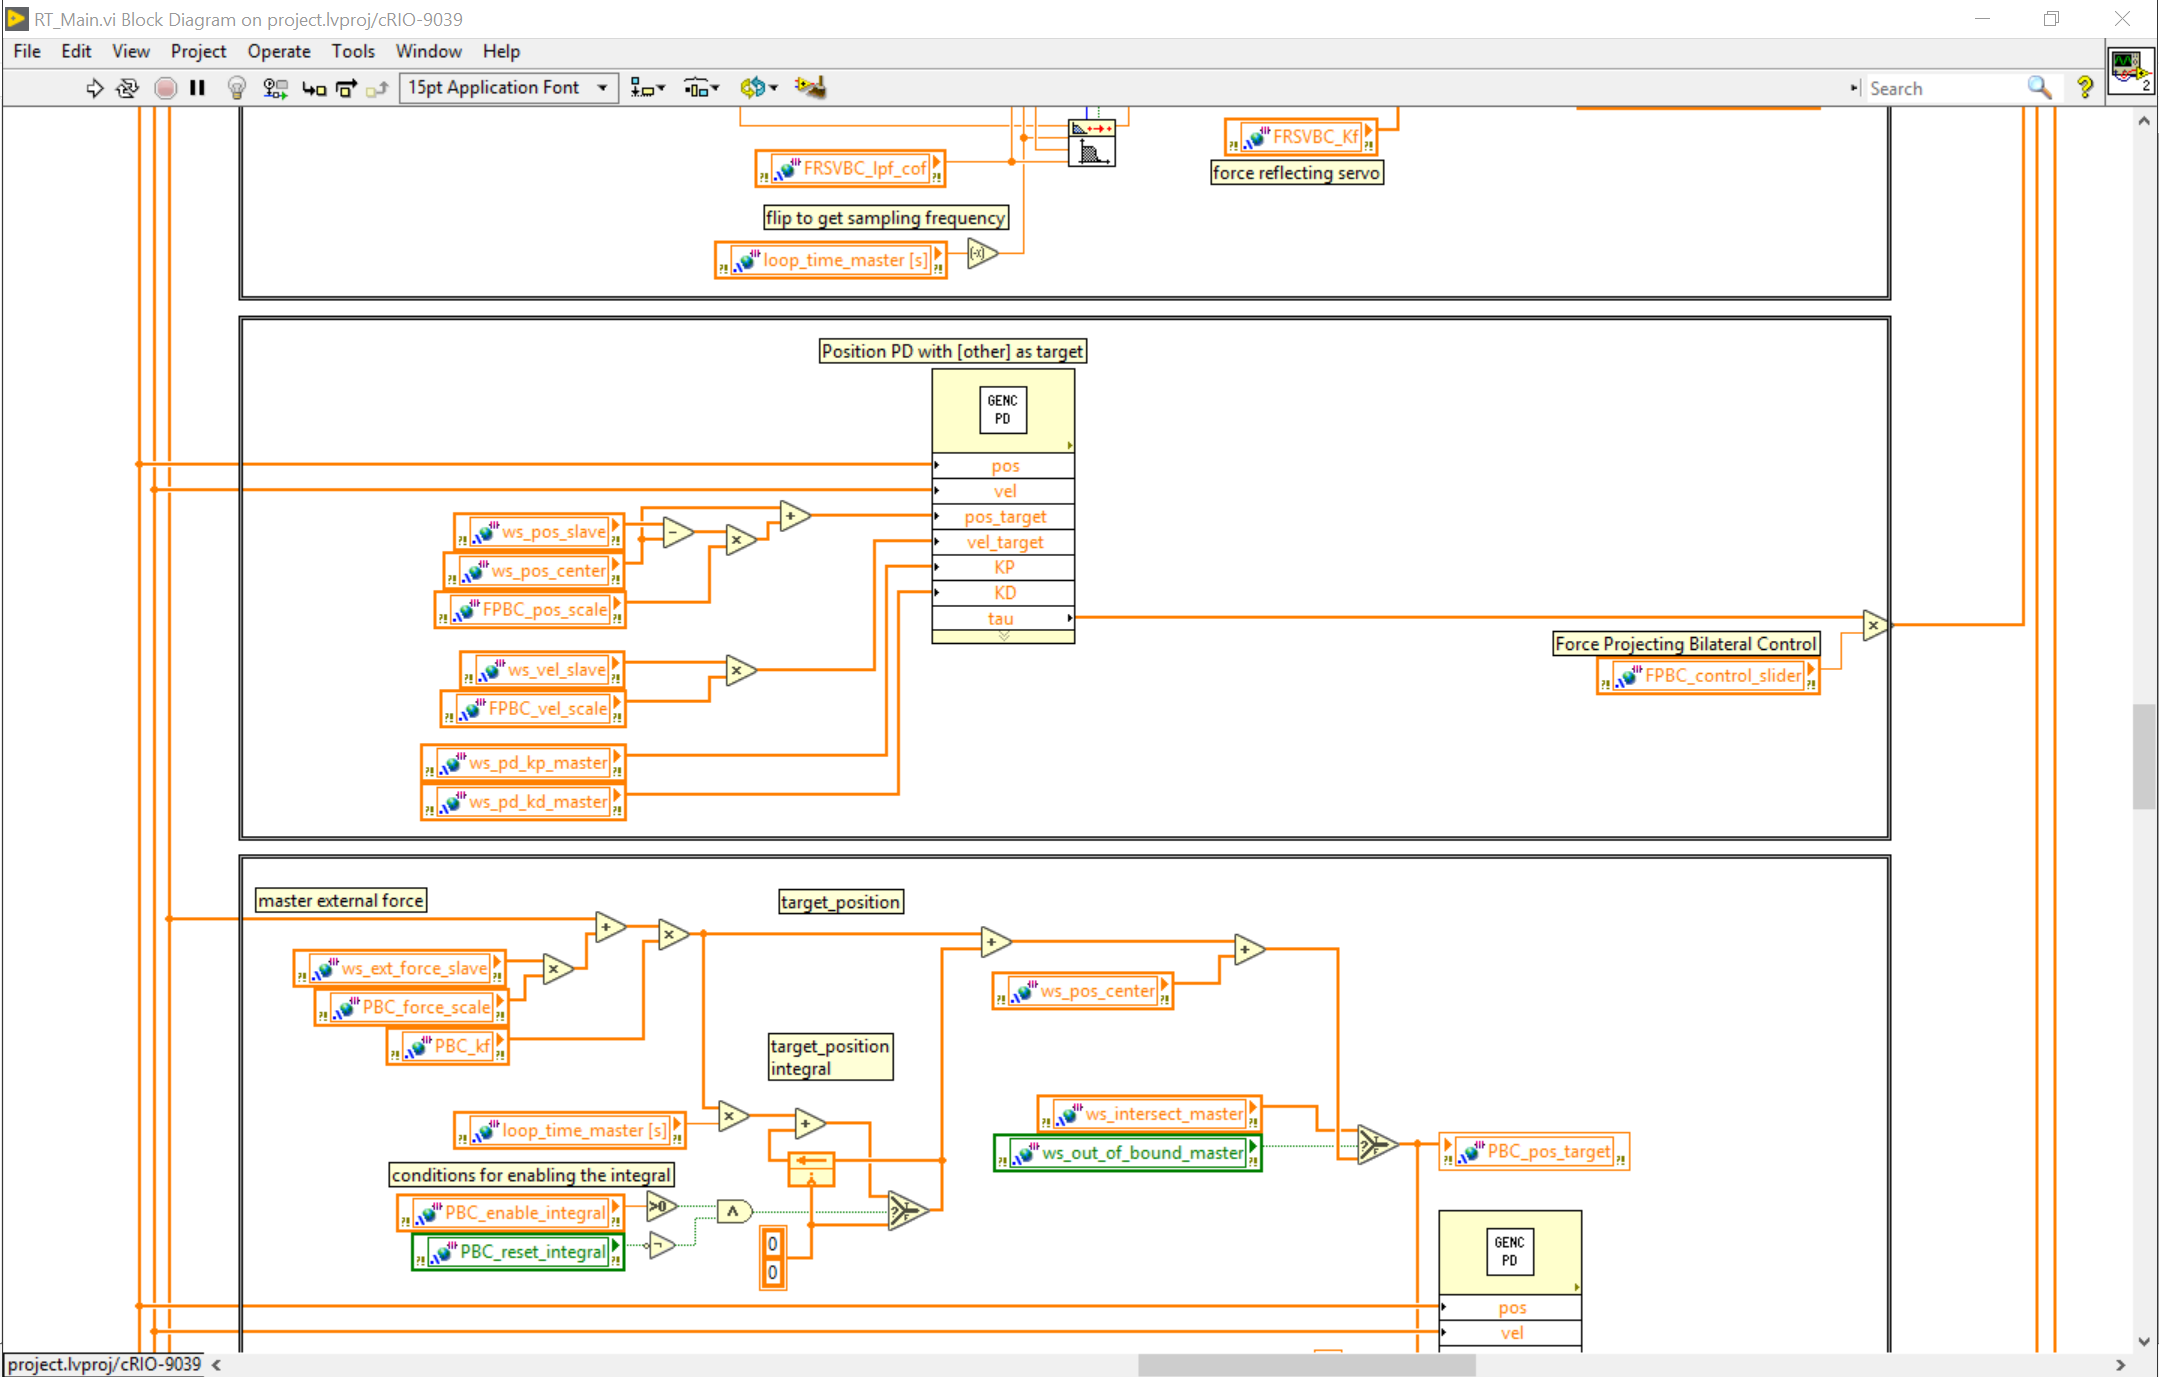 RT_Main.vi Block Diagram on project.lvproj/cRIO-9039
File Edit View Project Operate Tools Window Help
15pt Application Font
Search
?
2
FRSVBC_Kf
force reflecting servo
FRSVBC_lpf_cof
flip to get sampling frequency
loop_time_master [s]
(-x)
Position PD with [other] as target
GENC
PD
pos
vel
pos_target
vel_target
KP
KD
tau
ws_pos_slave
ws_pos_center
FPBC_pos_scale
ws_vel_slave
FPBC_vel_scale
ws_pd_kp_master
ws_pd_kd_master
Force Projecting Bilateral Control
FPBC_control_slider
master external force
target_position
ws_ext_force_slave
PBC_force_scale
PBC_kf
ws_pos_center
target_position
integral
loop_time_master [s]
conditions for enabling the integral
PBC_enable_integral
>0
PBC_reset_integral
0
0
ws_intersect_master
ws_out_of_bound_master
PBC_pos_target
GENC
PD
pos
vel
project.lvproj/cRIO-9039